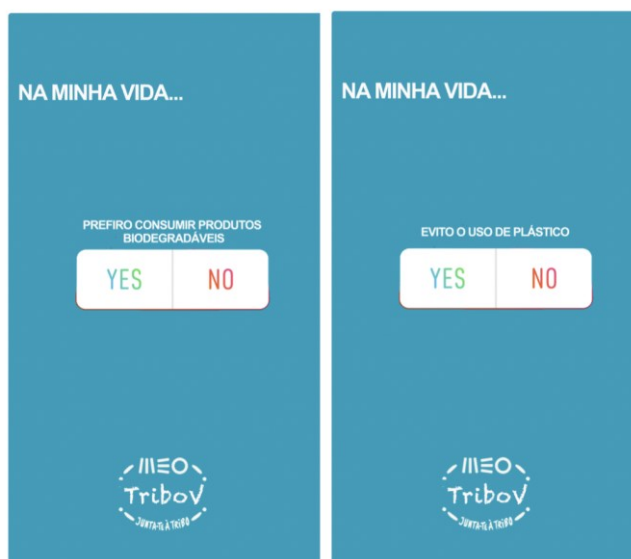 NA MINHA VIDA...
PREFIRO CONSUMIR PRODUTOS
BIODEGRADÁVEIS
YES
NO
MEO
TriboV
JUNTA-TE À TRIBO
NA MINHA VIDA...
EVITO O USO DE PLÁSTICO
YES
NO
MEO
TriboV
JUNTA-TE À TRIBO